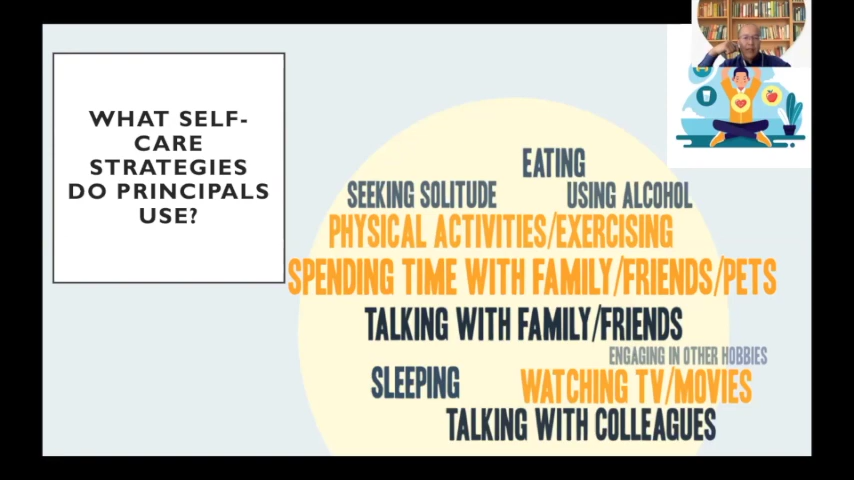 WHAT SELF-
CARE
STRATEGIES
DO PRINCIPALS
USE?
EATING
SEEKING SOLITUDE
USING ALCOHOL
PHYSICAL ACTIVITIES/EXERCISING
SPENDING TIME WITH FAMILY/FRIENDS/PETS
TALKING WITH FAMILY/FRIENDS
ENGAGING IN OTHER HOBBIES
SLEEPING
WATCHING TV/MOVIES
TALKING WITH COLLEAGUES